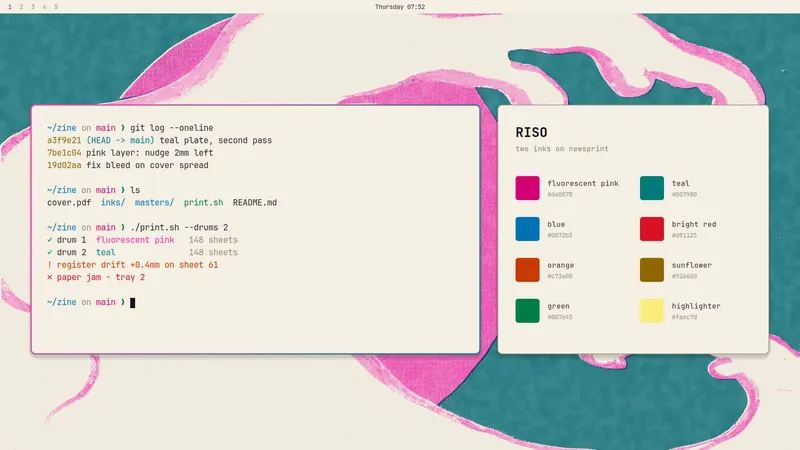 1 2 3 4 5
Thursday 07:52
~/zine on main ❯ git log --oneline
a3f9e21 (HEAD -> main) teal plate, second pass
7be1c04 pink layer: nudge 2mm left
19d02aa fix bleed on cover spread
~/zine on main ❯ ls
cover.pdf inks/ masters/ print.sh README.md
~/zine on main ❯ ./print.sh --drums 2
✓ drum 1 fluorescent pink 148 sheets
✓ drum 2 teal 148 sheets
! register drift +0.4mm on sheet 61
✕ paper jam - tray 2
~/zine on main ❯
RISO
two inks on newsprint
fluorescent pink
#d60078
teal
#007980
blue
#0072b5
bright red
#d91125
orange
#c73a00
sunflower
#926400
green
#007e45
highlighter
#faec7d